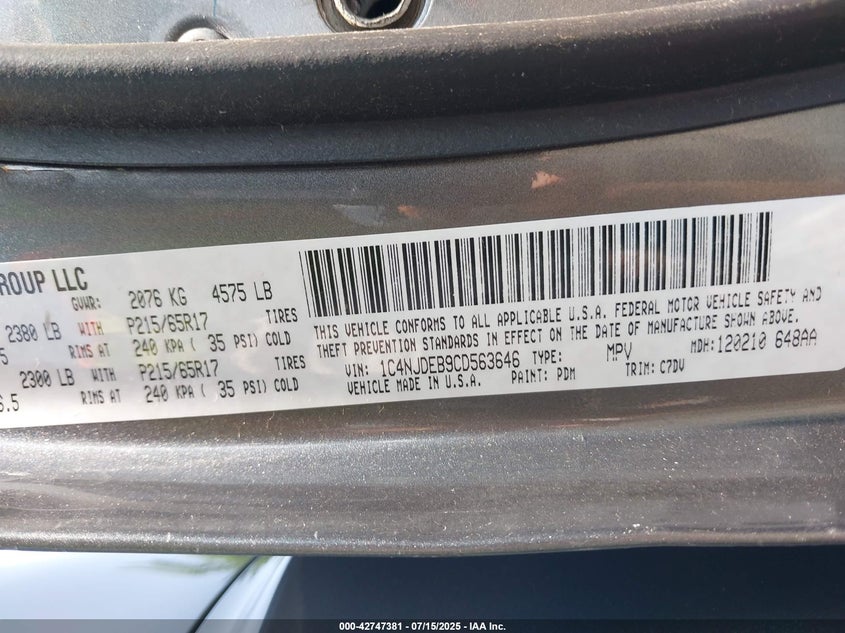 ROUP LLC
GVWR: 2076 KG 4575 LB
2380 LB WITH P215/65R17 TIRES
5 RIMS AT 240 KPA ( 35 PSI) COLD
2300 LB WITH P215/65R17 TIRES
6.5 RIMS AT 240 KPA ( 35 PSI) COLD
THIS VEHICLE CONFORMS TO ALL APPLICABLE U.S.A. FEDERAL MOTOR VEHICLE SAFETY AND
THEFT PREVENTION STANDARDS IN EFFECT ON THE DATE OF MANUFACTURE SHOWN ABOVE.
VIN: 1C4NJDEB9CD563646 TYPE: MPV MDH: 120210 648AA
VEHICLE MADE IN U.S.A. PAINT: PDM TRIM: C7DV
000-42747381 | 07/15/2025 - IAA Inc.